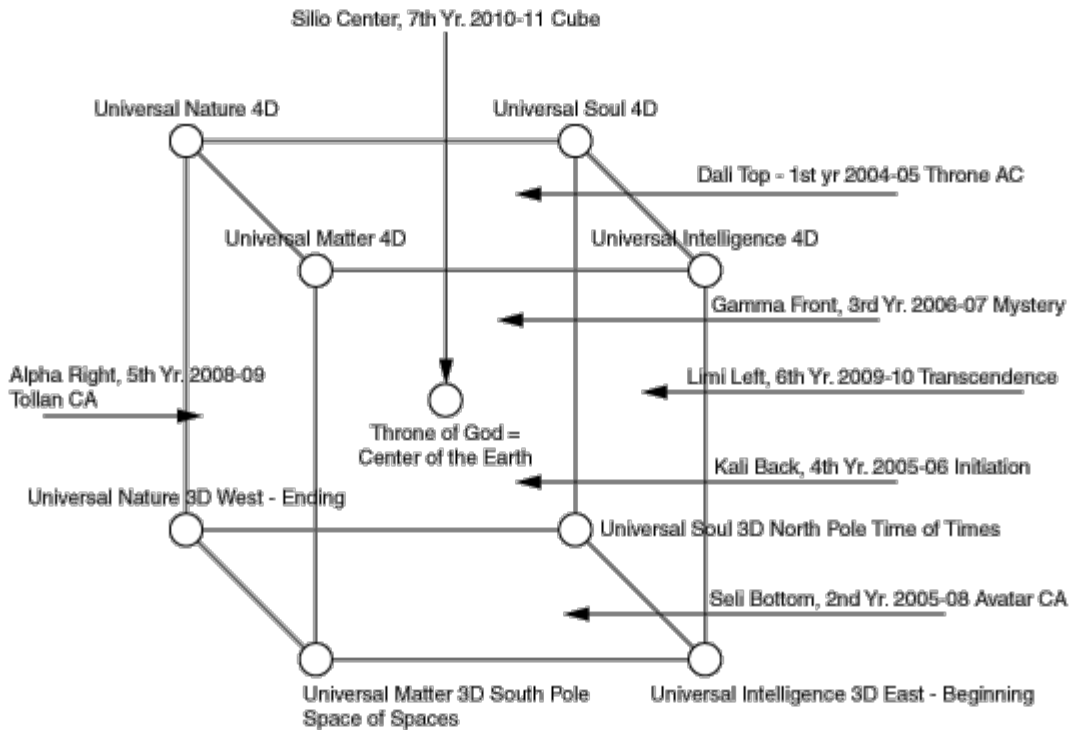 Silio Center, 7th Yr. 2010-11 Cube
Universal Nature 4D
Universal Soul 4D
Dali Top - 1st yr 2004-05 Throne AC
Universal Matter 4D
Universal Intelligence 4D
Gamma Front, 3rd Yr. 2006-07 Mystery
Alpha Right, 5th Yr. 2008-09
Tollan CA
Limi Left, 6th Yr. 2009-10 Transcendence
Throne of God =
Center of the Earth
Kali Back, 4th Yr. 2005-06 Initiation
Universal Nature 3D West - Ending
Universal Soul 3D North Pole Time of Times
Seli Bottom, 2nd Yr. 2005-08 Avatar CA
Universal Matter 3D South Pole
Space of Spaces
Universal Intelligence 3D East - Beginning